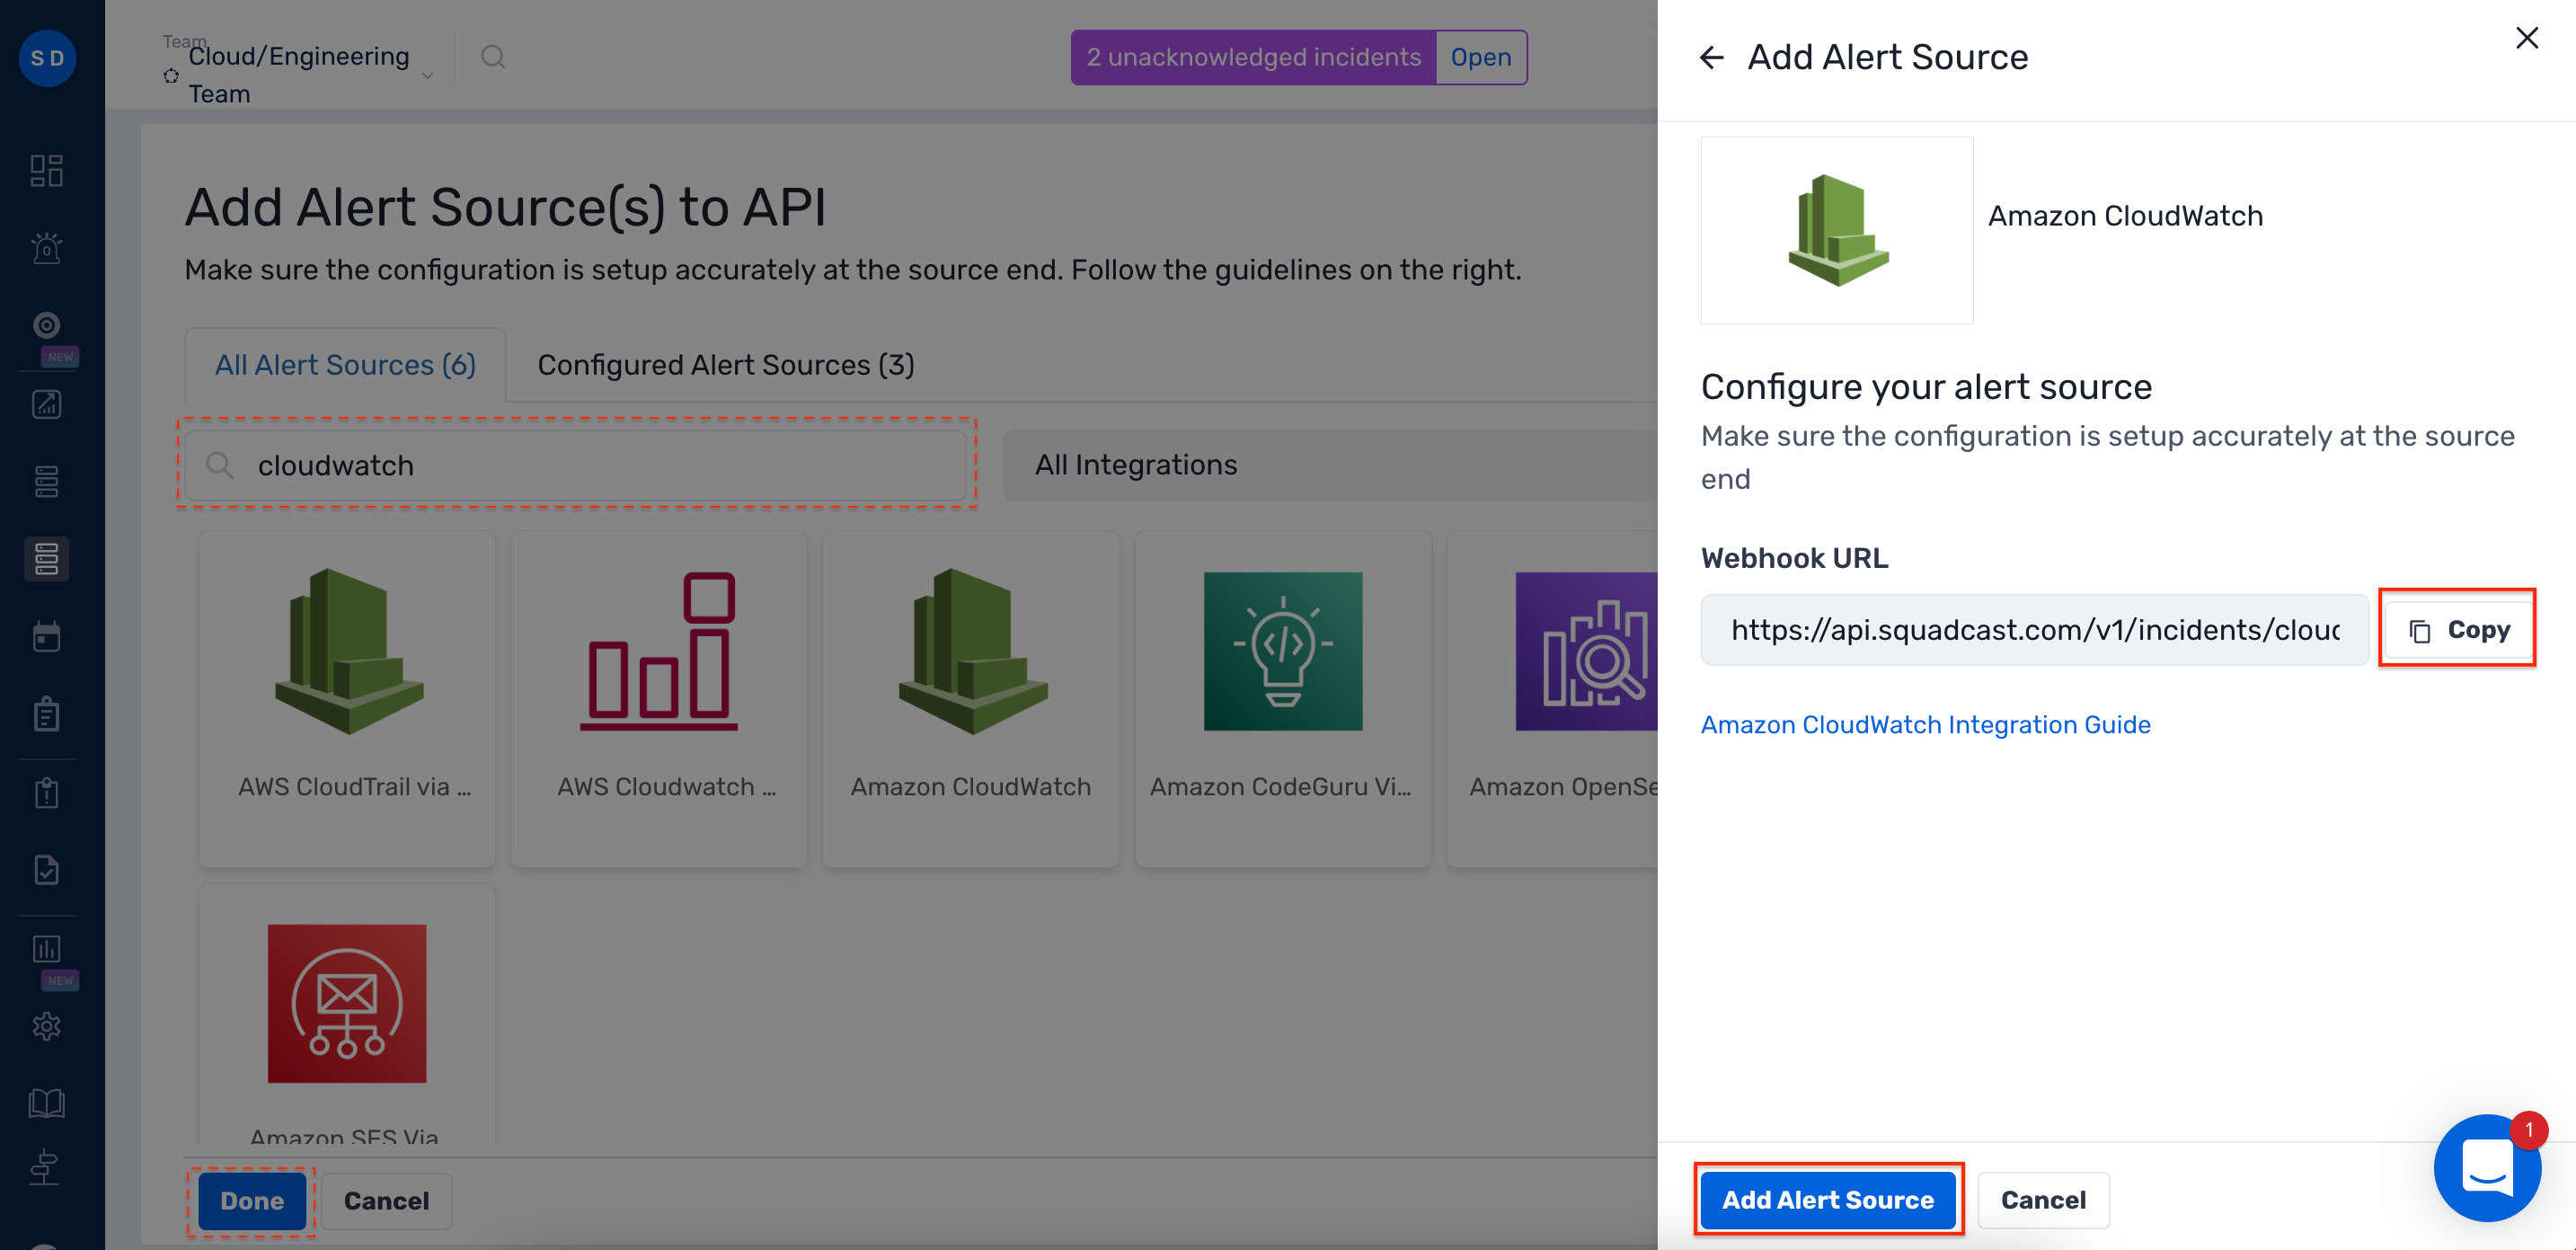 S D
Team
Cloud/Engineering
Team
2 unacknowledged incidents Open
Add Alert Source(s) to API
Make sure the configuration is setup accurately at the source end. Follow the guidelines on the right.
All Alert Sources (6) Configured Alert Sources (3)
cloudwatch
All Integrations
AWS CloudTrail via ...
AWS Cloudwatch ...
Amazon CloudWatch
Amazon CodeGuru Vi...
Amazon OpenSe
Amazon SES Via
Done Cancel
NEW
NEW
Add Alert Source
Amazon CloudWatch
Configure your alert source
Make sure the configuration is setup accurately at the source
end
Webhook URL
https://api.squadcast.com/v1/incidents/clouc
Copy
Amazon CloudWatch Integration Guide
Add Alert Source Cancel
1